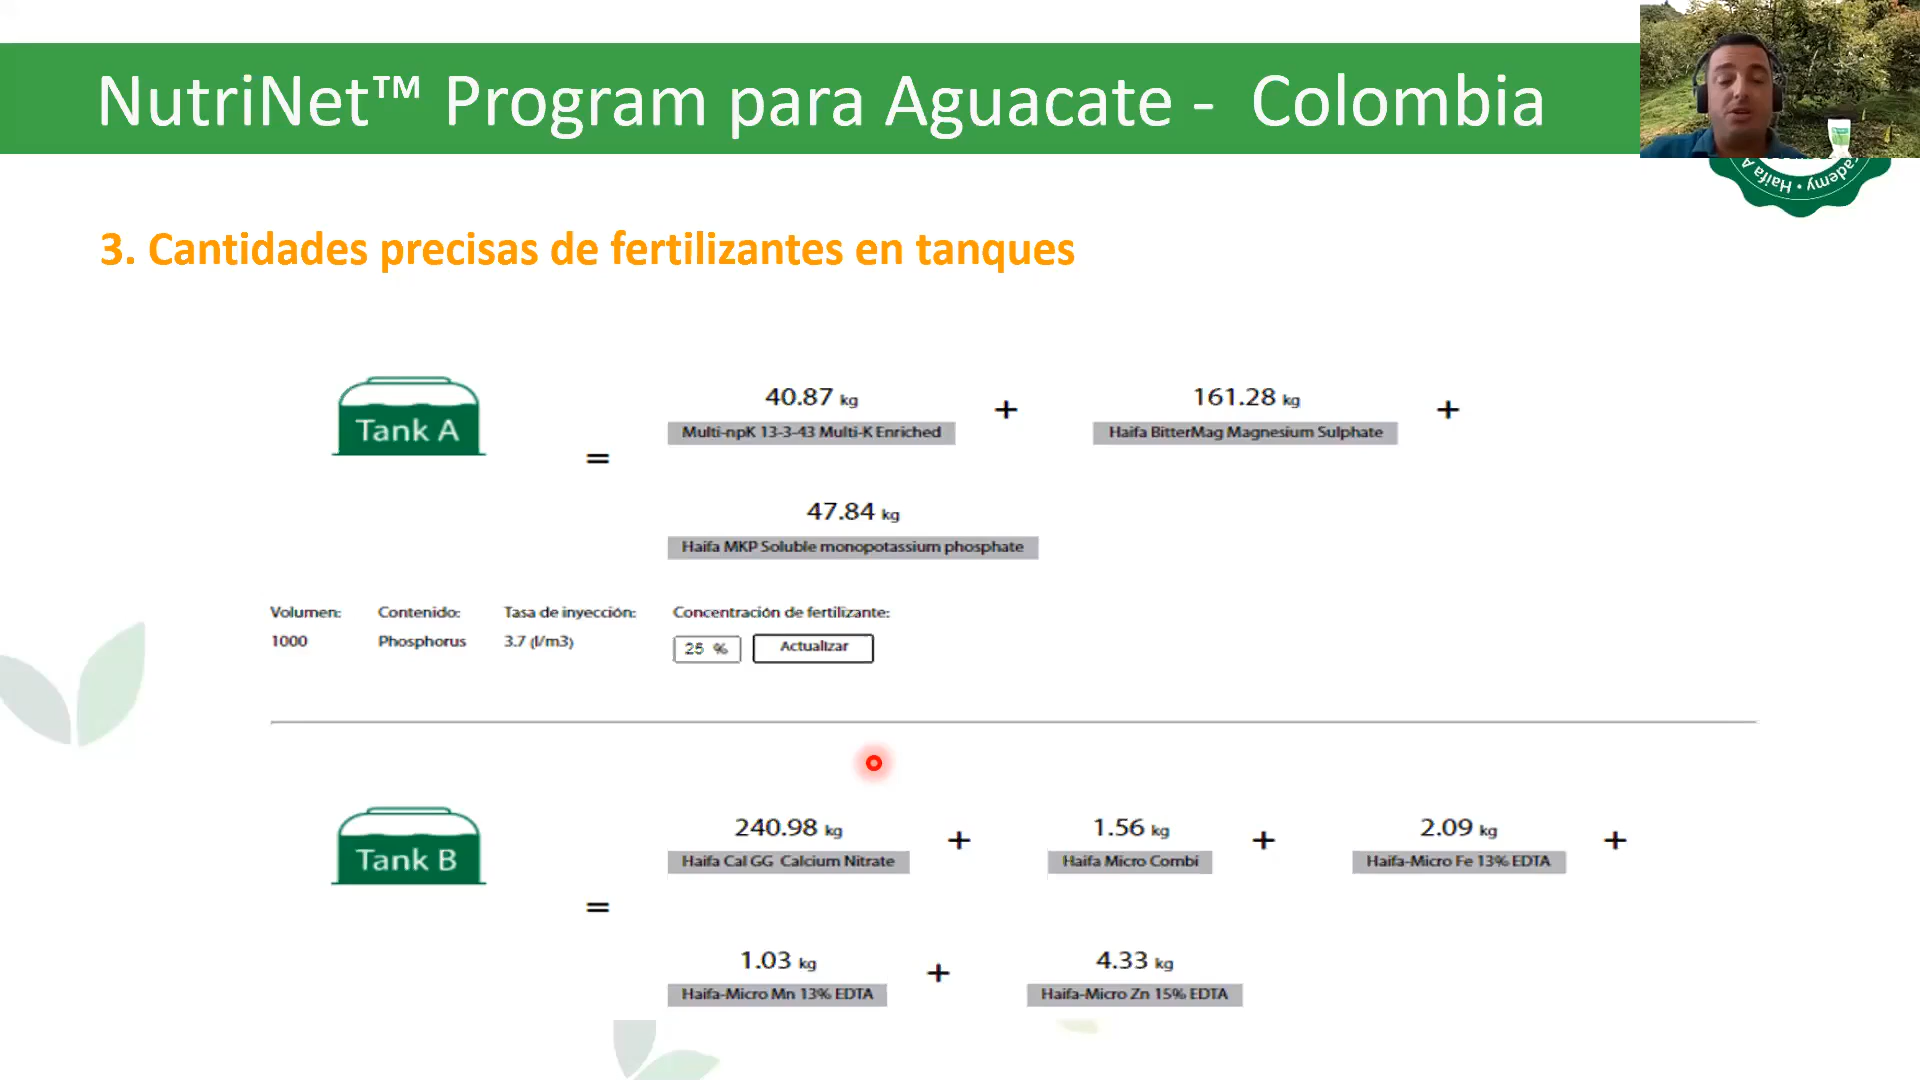 NutriNet™ Program para Aguacate - Colombia
ademy • Haifa A
3. Cantidades precisas de fertilizantes en tanques
Tank A
=
40.87 kg
Multi-npK 13-3-43 Multi-K Enriched
+
161.28 kg
Haifa BitterMag Magnesium Sulphate
+
47.84 kg
Haifa MKP Soluble monopotassium phosphate
Volumen: Contenido: Tasa de inyección: Concentración de fertilizante:
1000 Phosphorus 3.7 (l/m3) 25 % Actualizar
Tank B
=
240.98 kg
Haifa Cal GG Calcium Nitrate
+
1.56 kg
Haifa Micro Combi
+
2.09 kg
Haifa-Micro Fe 13% EDTA
+
1.03 kg
Haifa-Micro Mn 13% EDTA
+
4.33 kg
Haifa-Micro Zn 15% EDTA